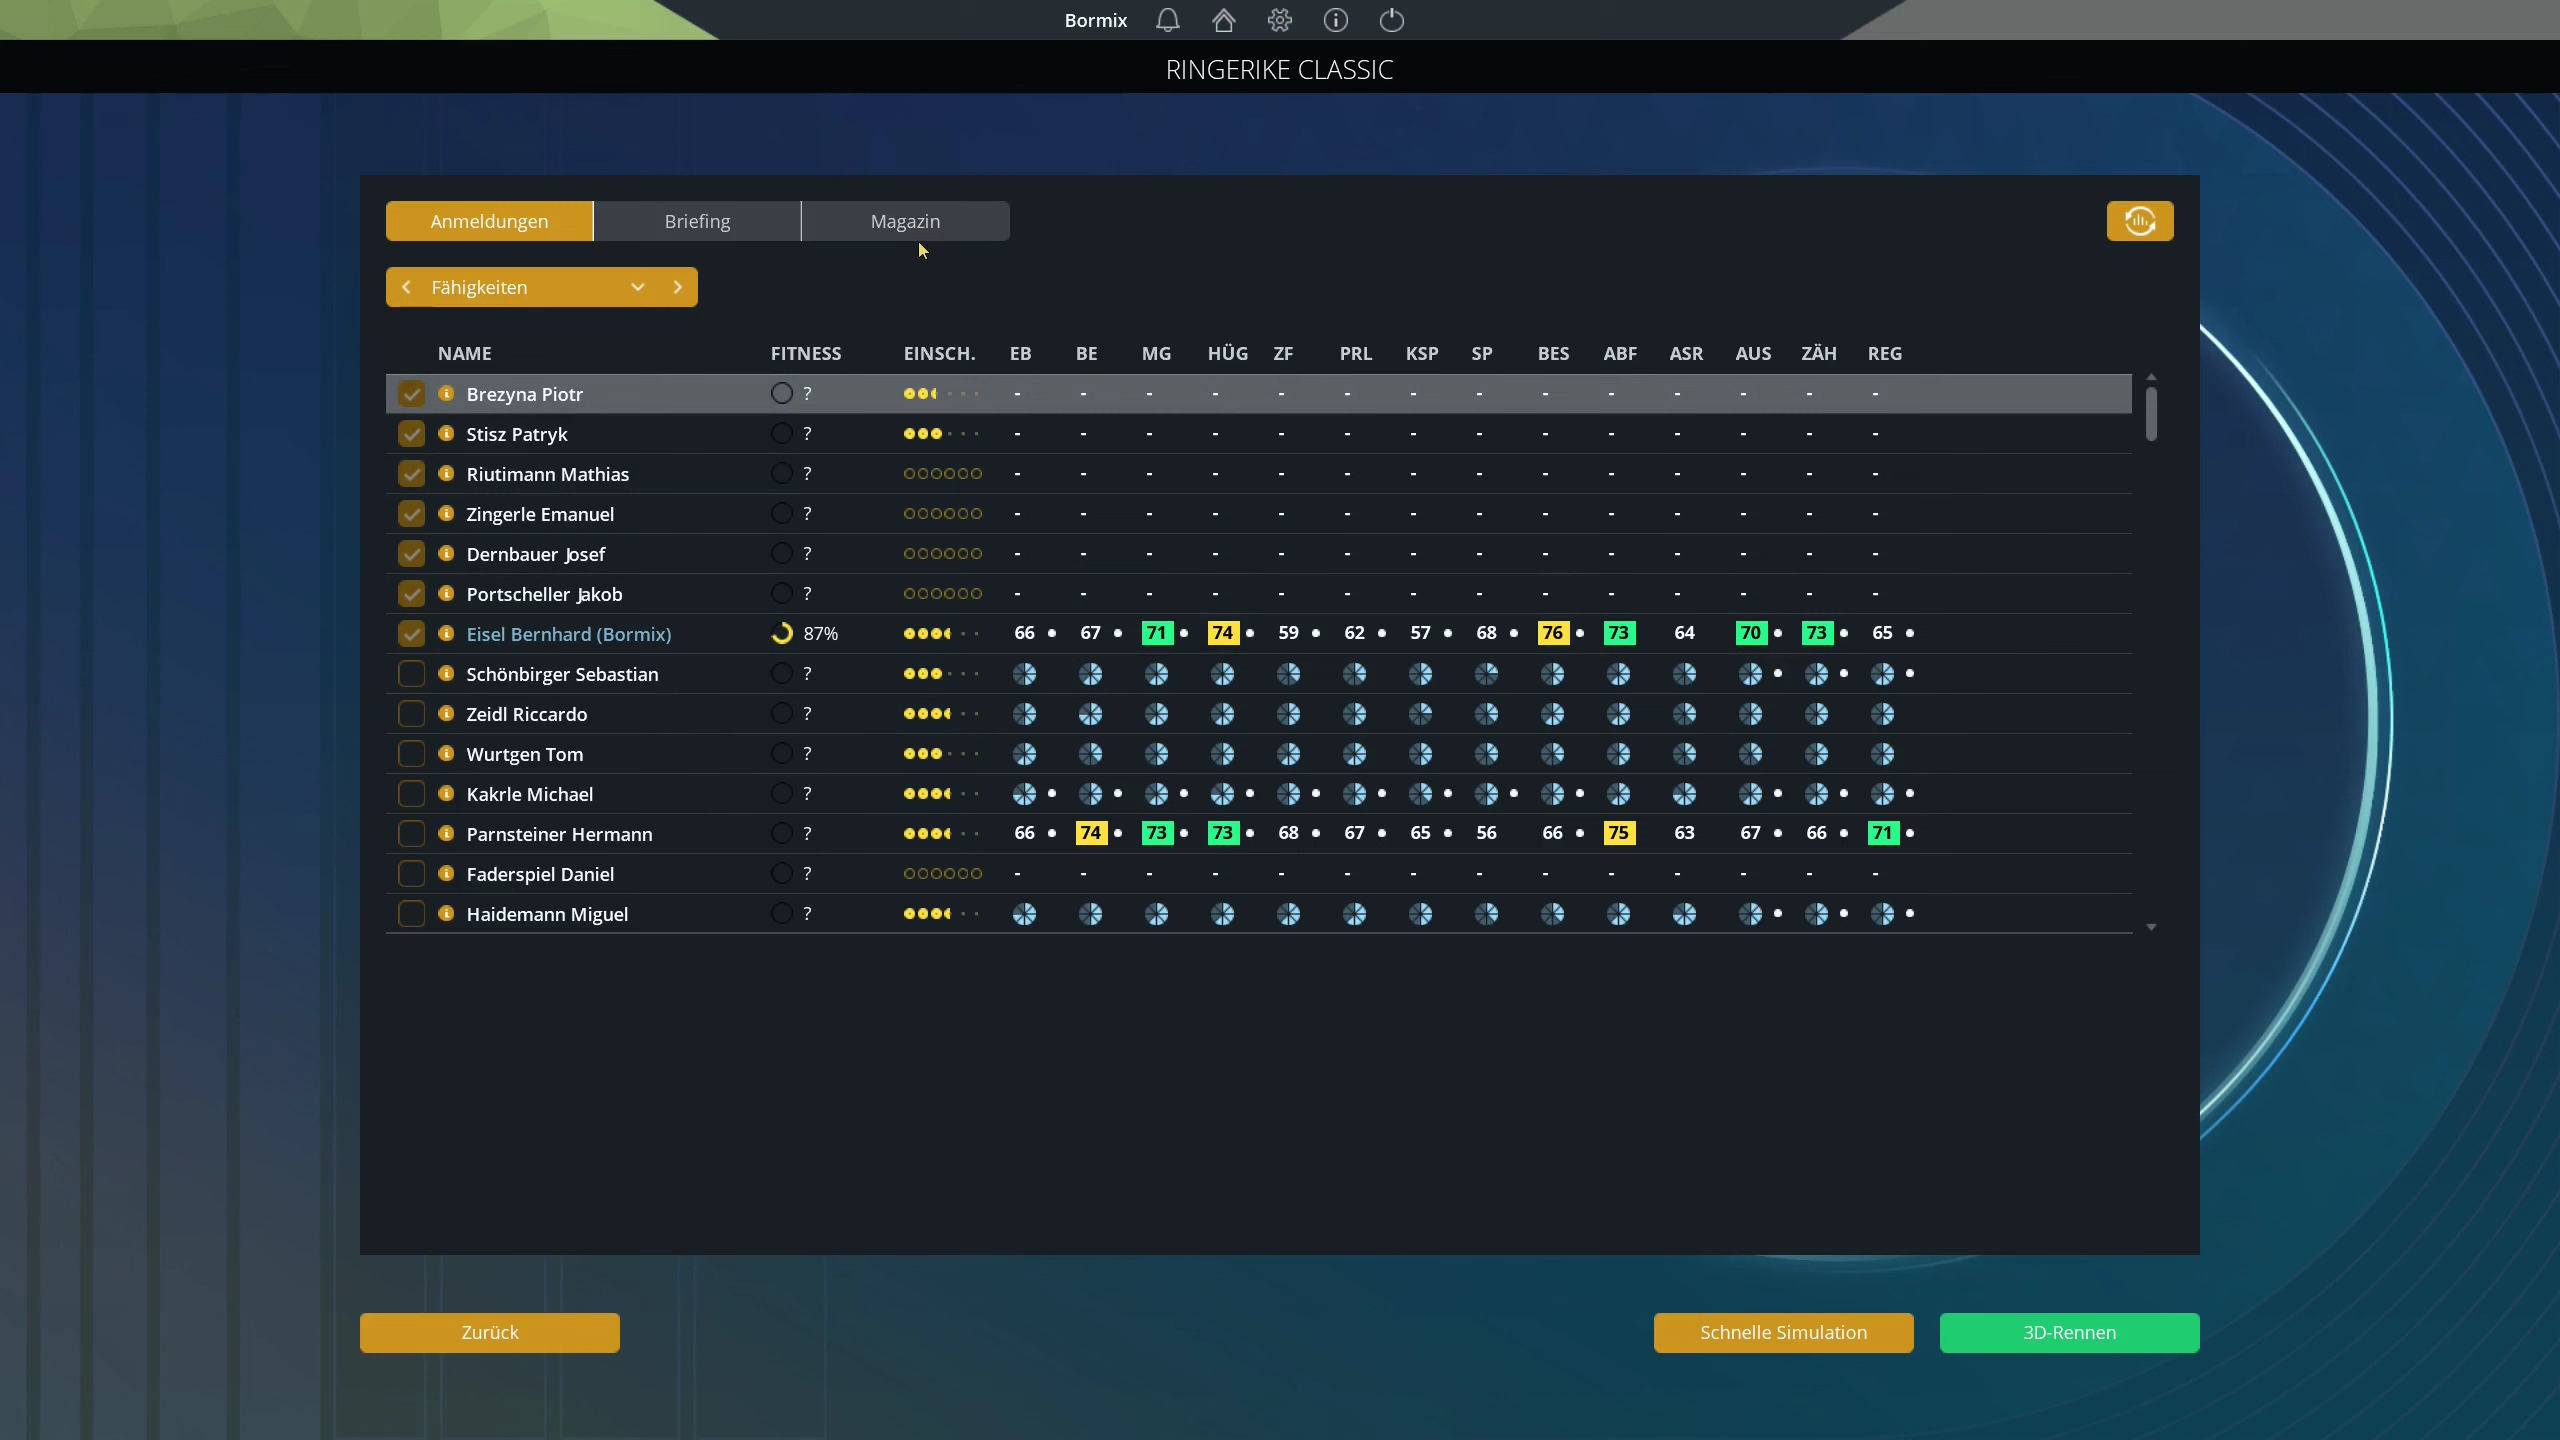 Bormix
RINGERIKE CLASSIC
Anmeldungen Briefing Magazin
Fähigkeiten
NAME FITNESS EINSCH. EB BE MG HÜG ZF PRL KSP SP BES ABF ASR AUS ZÄH REG
Brezyna Piotr ? - - - - - - - - - - - - - -
Stisz Patryk ? - - - - - - - - - - - - - -
Riutimann Mathias ? - - - - - - - - - - - - - -
Zingerle Emanuel ? - - - - - - - - - - - - - -
Dernbauer Josef ? - - - - - - - - - - - - - -
Portscheller Jakob ? - - - - - - - - - - - - - -
Eisel Bernhard (Bormix) 87% 66 67 71 74 59 62 57 68 76 73 64 70 73 65
Schönbirger Sebastian ?
Zeidl Riccardo ?
Wurtgen Tom ?
Kakrle Michael ?
Parnsteiner Hermann ? 66 74 73 73 68 67 65 56 66 75 63 67 66 71
Faderspiel Daniel ? - - - - - - - - - - - - - -
Haidemann Miguel ?
Zurück Schnelle Simulation 3D-Rennen